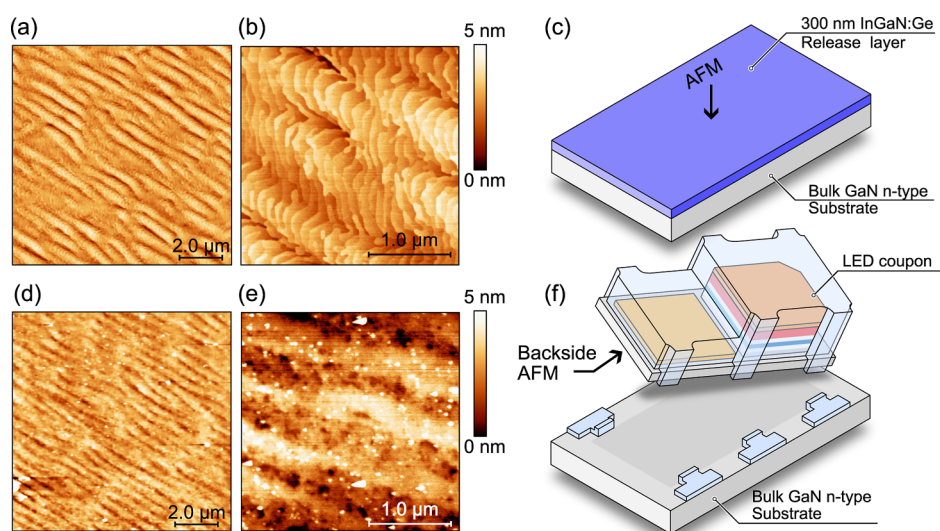 (a)
(b)
5 nm
0 nm
2.0 µm
1.0 µm
(c)
300 nm InGaN:Ge
Release layer
AFM
Bulk GaN n-type
Substrate
(d)
(e)
5 nm
0 nm
2.0 µm
1.0 µm
(f)
LED coupon
Backside
AFM
Bulk GaN n-type
Substrate